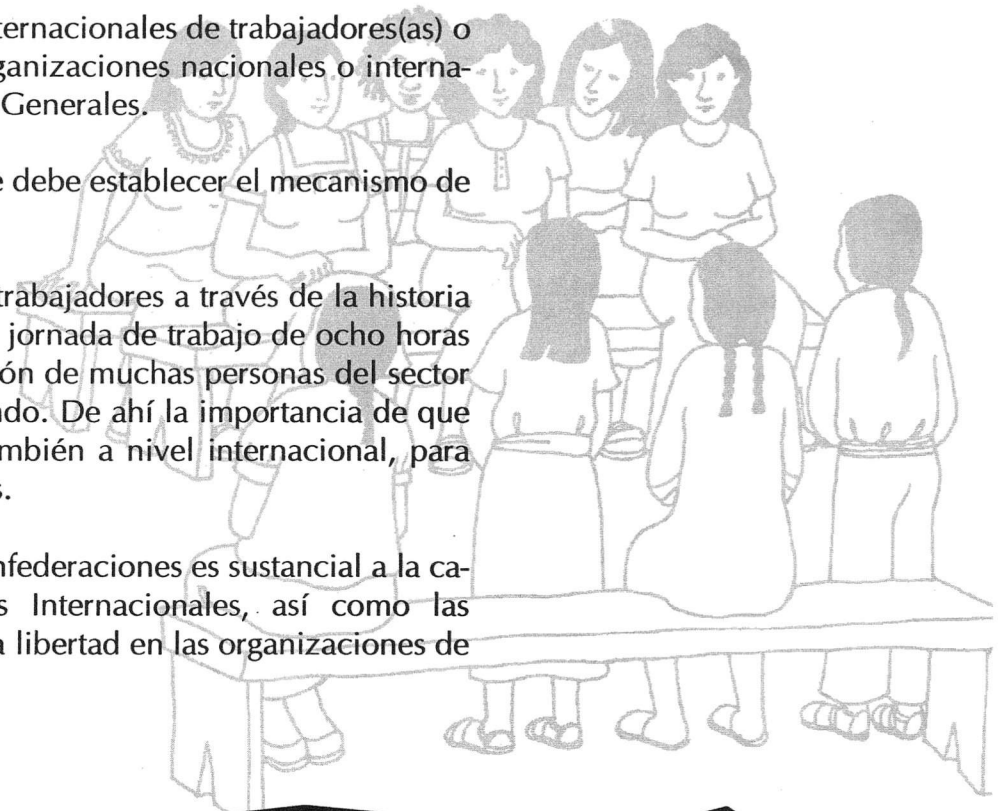 ternacionales de trabajadores(as) o
ganizaciones nacionales o interna-
Generales.
e debe establecer el mecanismo de
trabajadores a través de la historia
jornada de trabajo de ocho horas
ón de muchas personas del sector
ndo. De ahí la importancia de que
mbién a nivel internacional, para
s.
nfederaciones es sustancial a la ca-
s Internacionales, así como las
a libertad en las organizaciones de